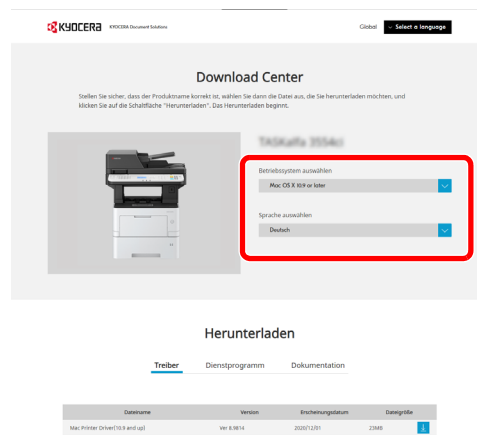 KYOCERA KYOCERA Document Solutions
Global Select a language
Download Center
Stellen Sie sicher, dass der Produktname korrekt ist, wählen Sie dann die Datei aus, die Sie herunterladen möchten, und
klicken Sie auf die Schaltfläche "Herunterladen". Das Herunterladen beginnt.
TASKalfa 3554ci
Betriebssystem auswählen
Mac OS X 10.9 or later
Sprache auswählen
Deutsch
Herunterladen
Treiber Dienstprogramm Dokumentation
Dateiname Version Erscheinungsdatum Dateigröße
Mac Printer Driver(10.9 and up) Ver 8.9814 2020/12/01 23MB